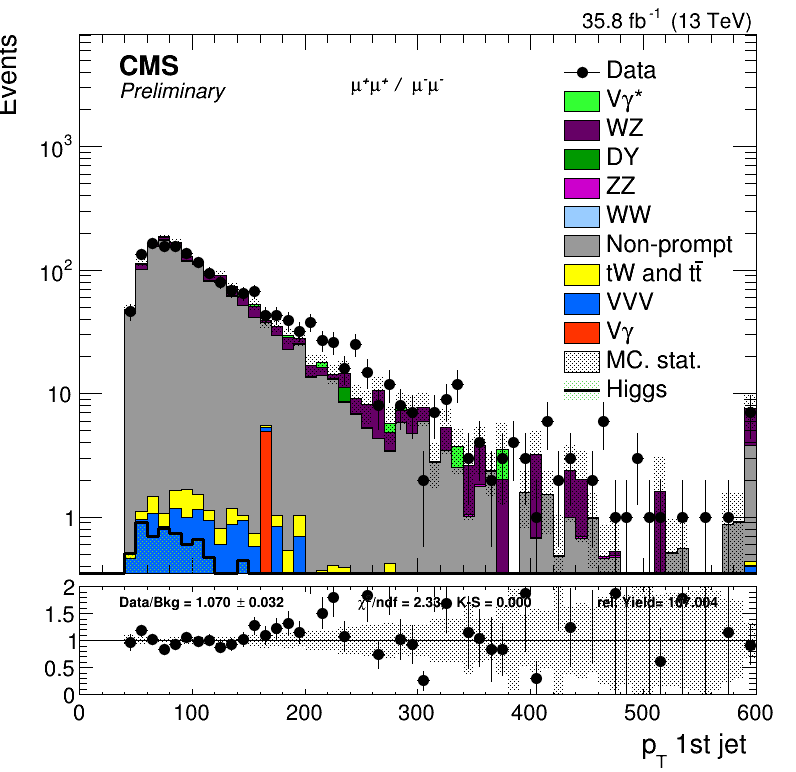 35.8 fb⁻¹ (13 TeV)
Events
CMS
Preliminary
μ⁺μ⁺ / μ⁻μ⁻
Data
Vγ*
WZ
DY
ZZ
WW
Non-prompt
tW and tt̄
VVV
Vγ
MC. stat.
Higgs
10³
10²
10
1
2
1.5
1
0.5
0
Data/Bkg = 1.070 ± 0.032
K-S = 0.000
0 100 200 300 400 500 600
p_T 1st jet